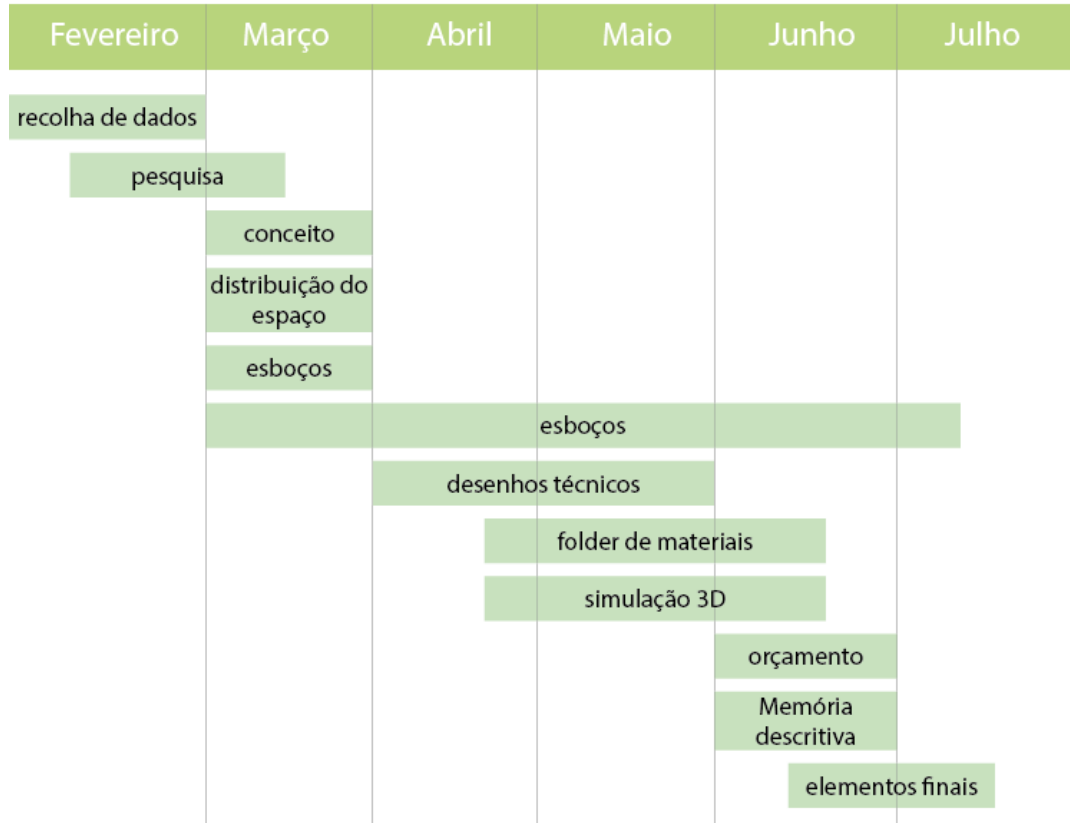 Fevereiro Março Abril Maio Junho Julho
recolha de dados
pesquisa
conceito
distribuição do
espaço
esboços
esboços
desenhos técnicos
folder de materiais
simulação 3D
orçamento
Memória
descritiva
elementos finais